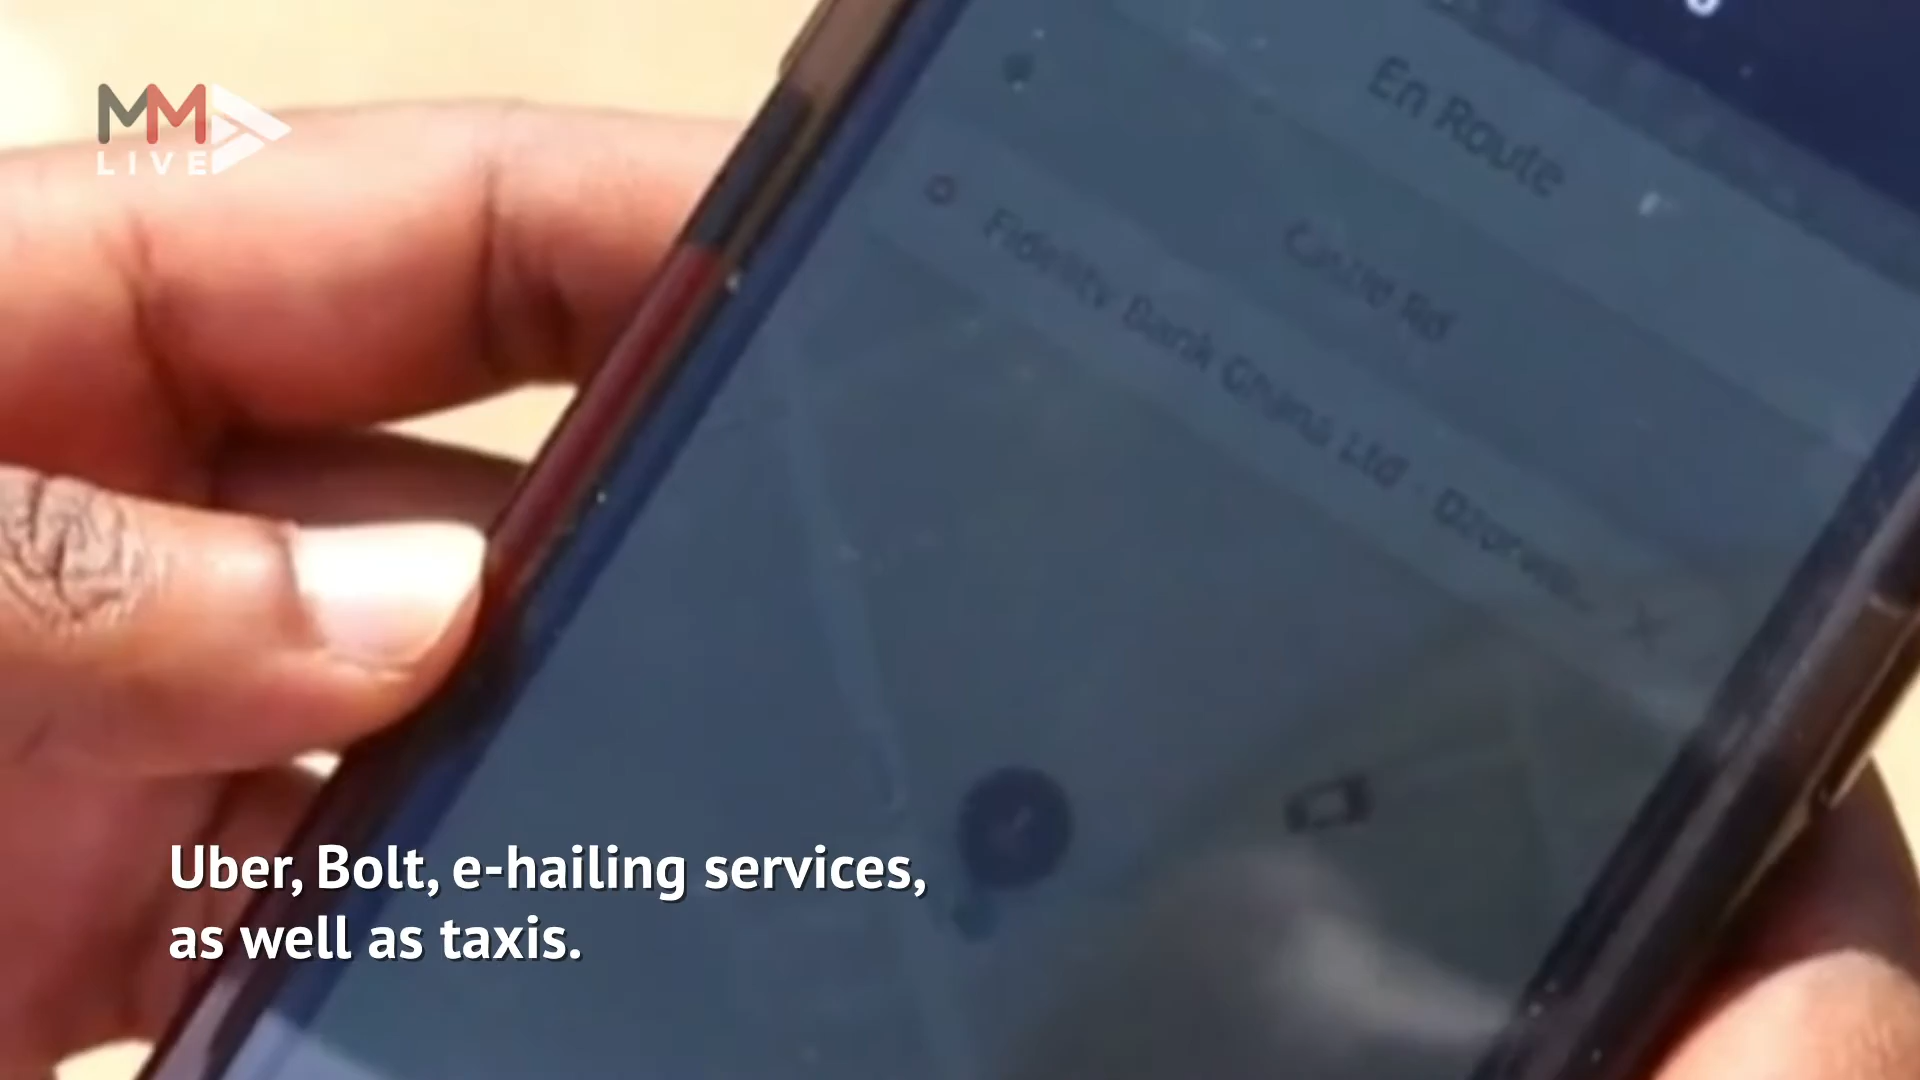 MM
LIVE
En Route
Fidelity Bank Ghana Ltd -
Uber, Bolt, e-hailing services,
as well as taxis.